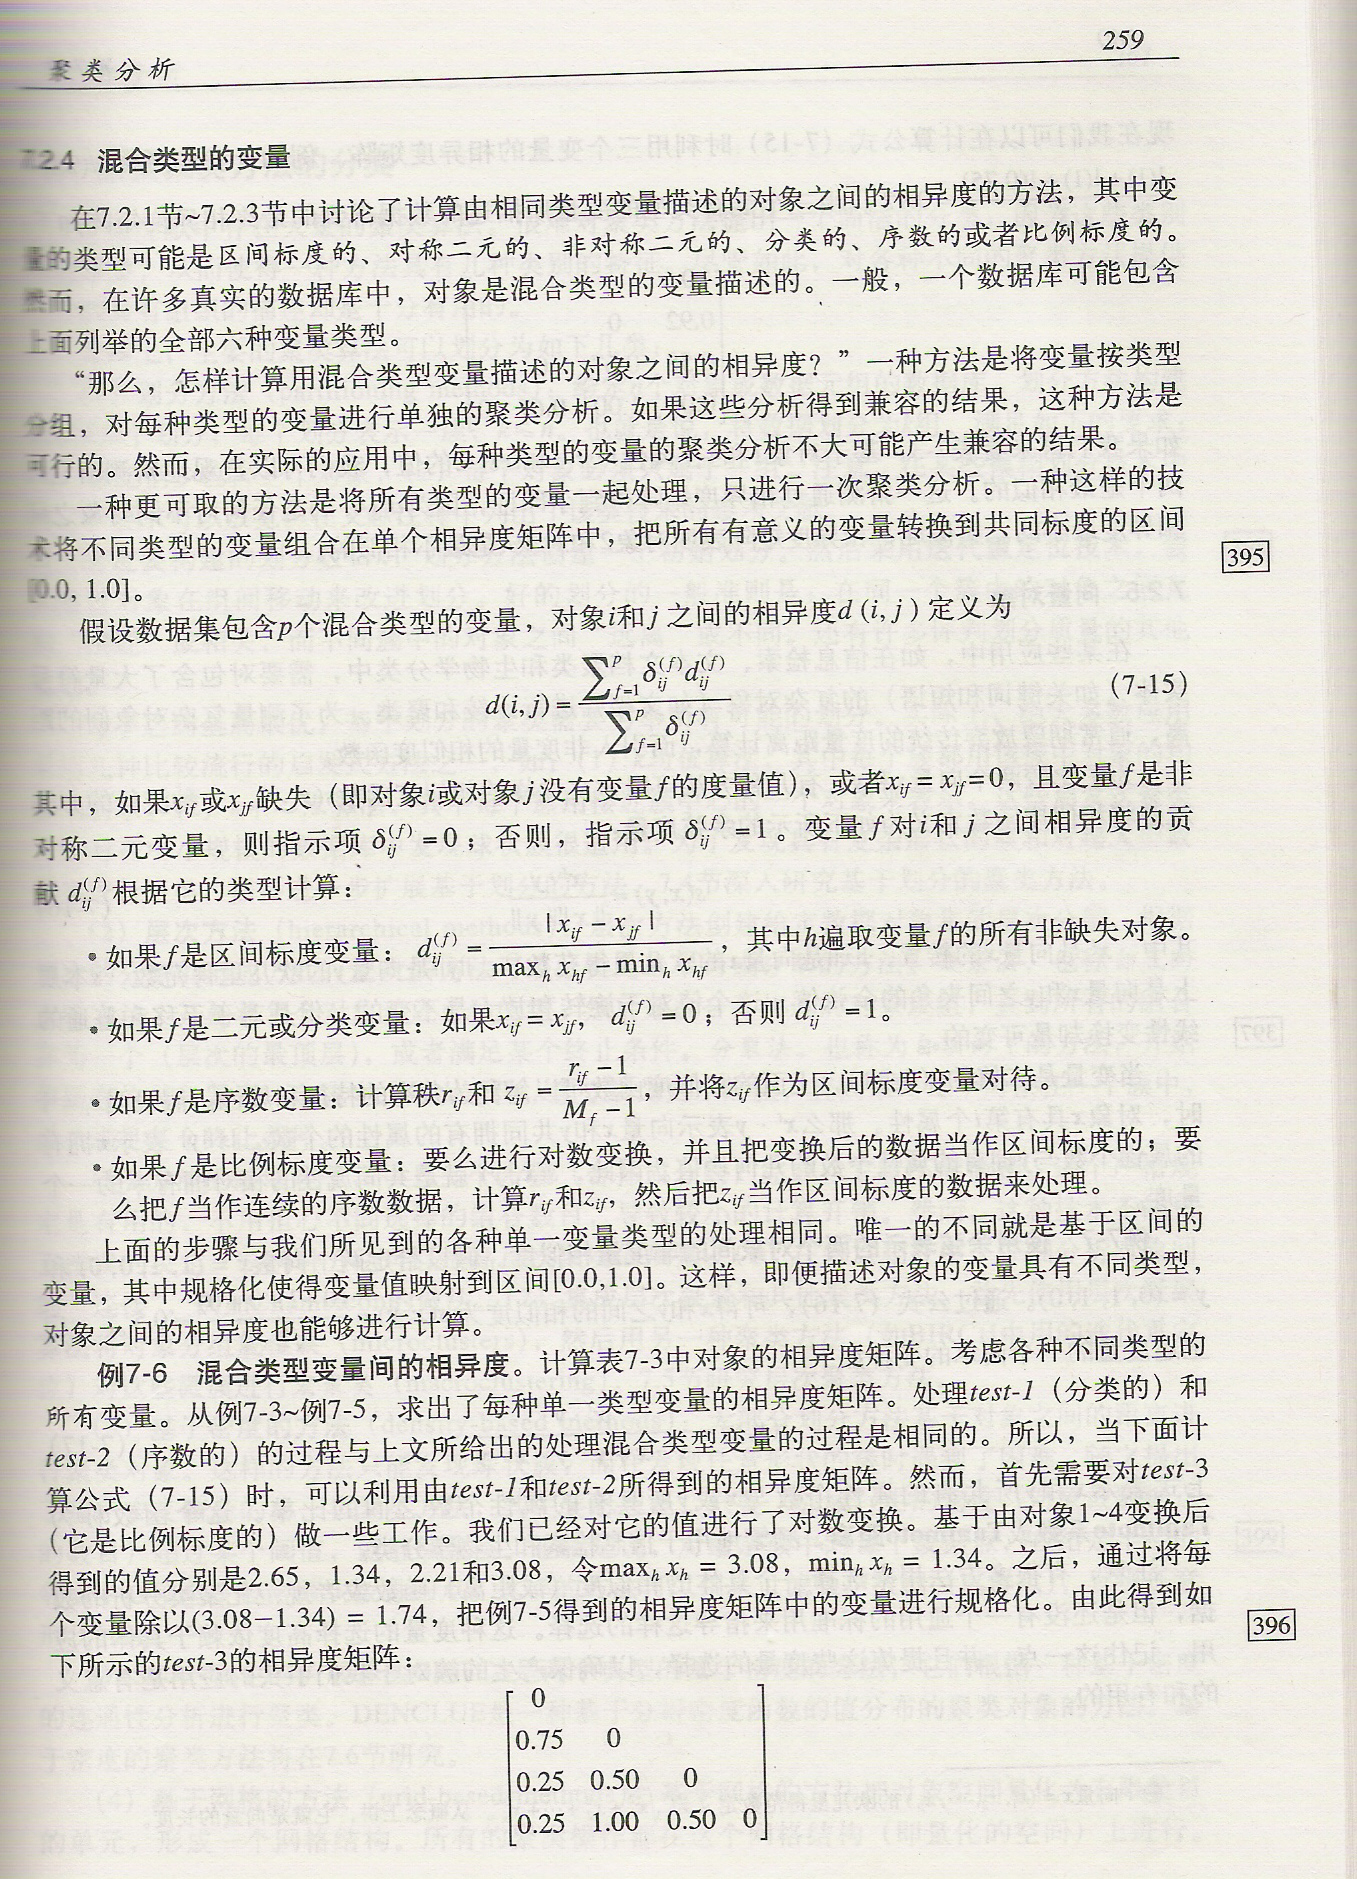 259
聚类分析
7.2.4 混合类型的变量
在7.2.1节~7.2.3节中讨论了计算由相同类型变量描述的对象之间的相异度的方法，其中变
量的类型可能是区间标度的、对称二元的、非对称二元的、分类的、序数的或者比例标度的。
然而，在许多真实的数据库中，对象是混合类型的变量描述的。一般，一个数据库可能包含
上面列举的全部六种变量类型。
“那么，怎样计算用混合类型变量描述的对象之间的相异度？”一种方法是将变量按类型
分组，对每种类型的变量进行单独的聚类分析。如果这些分析得到兼容的结果，这种方法是
可行的。然而，在实际的应用中，每种类型的变量的聚类分析不大可能产生兼容的结果。
一种更可取的方法是将所有类型的变量一起处理，只进行一次聚类分析。一种这样的技
术将不同类型的变量组合在单个相异度矩阵中，把所有有意义的变量转换到共同标度的区间
395
[0.0, 1.0]。
假设数据集包含p个混合类型的变量，对象i和j之间的相异度d (i, j ) 定义为
d(i, j) = ∑_{f=1}^{p} δ_{ij}^{(f)} d_{ij}^{(f)} / ∑_{f=1}^{p} δ_{ij}^{(f)} (7-15)
其中，如果x_{if}或x_{jf}缺失（即对象i或对象j没有变量f的度量值），或者x_{if} = x_{jf}=0，且变量f是非
对称二元变量，则指示项 δ_{ij}^{(f)} =0；否则，指示项 δ_{ij}^{(f)} =1。变量 f 对i和 j 之间相异度的贡
献 d_{ij}^{(f)} 根据它的类型计算：
• 如果f是区间标度变量： d_{ij}^{(f)} = | x_{if} − x_{jf} | / (max_h x_{hf} − min_h x_{hf})，其中h遍取变量f的所有非缺失对象。
• 如果f是二元或分类变量：如果x_{if} = x_{jf}， d_{ij}^{(f)} =0；否则 d_{ij}^{(f)} =1。
• 如果f是序数变量：计算秩r_{if}和 z_{if} = (r_{if} −1) / (M_f −1)，并将z_{if}作为区间标度变量对待。
• 如果 f 是比例标度变量：要么进行对数变换，并且把变换后的数据当作区间标度的；要
么把f当作连续的序数数据，计算r_{if}和z_{if}，然后把z_{if}当作区间标度的数据来处理。
上面的步骤与我们所见到的各种单一变量类型的处理相同。唯一的不同就是基于区间的
变量，其中规格化使得变量值映射到区间[0.0,1.0]。这样，即便描述对象的变量具有不同类型，
对象之间的相异度也能够进行计算。
例7-6 混合类型变量间的相异度。计算表7-3中对象的相异度矩阵。考虑各种不同类型的
所有变量。从例7-3~例7-5，求出了每种单一类型变量的相异度矩阵。处理test-1（分类的）和
test-2（序数的）的过程与上文所给出的处理混合类型变量的过程是相同的。所以，当下面计
算公式（7-15）时，可以利用由test-1和test-2所得到的相异度矩阵。然而，首先需要对test-3
（它是比例标度的）做一些工作。我们已经对它的值进行了对数变换。基于由对象1~4变换后
得到的值分别是2.65，1.34，2.21和3.08，令max_h x_h = 3.08，min_h x_h = 1.34。之后，通过将每
个变量除以(3.08−1.34) = 1.74，把例7-5得到的相异度矩阵中的变量进行规格化。由此得到如
396
下所示的test-3的相异度矩阵：
0
0.75 0
0.25 0.50 0
0.25 1.00 0.50 0